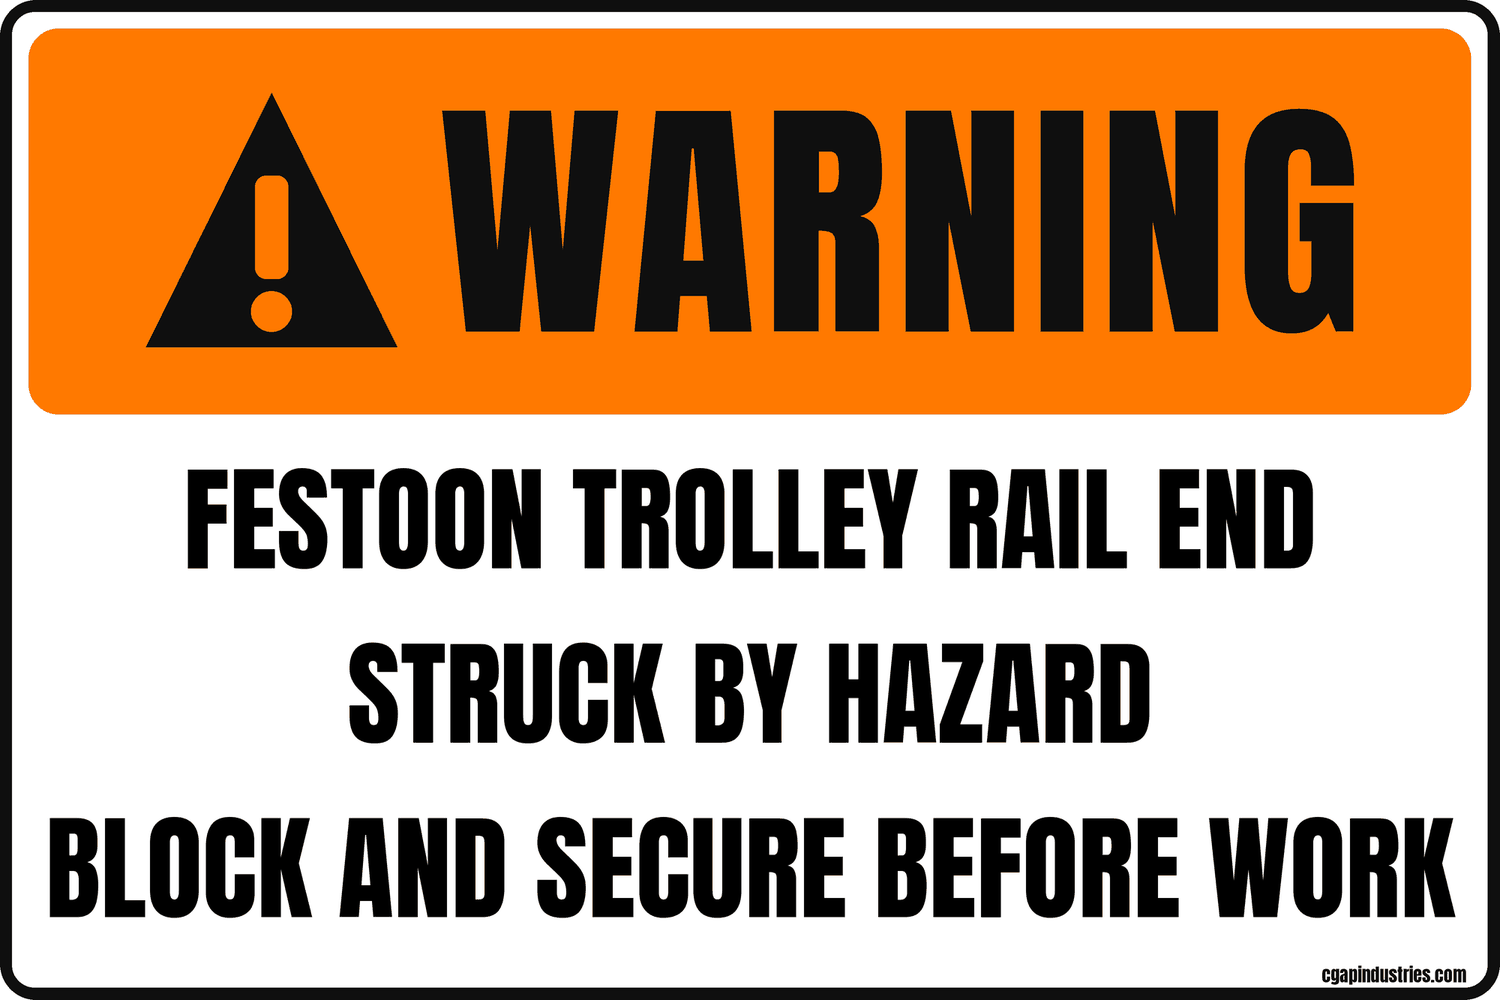 WARNING
FESTOON TROLLEY RAIL END
STRUCK BY HAZARD
BLOCK AND SECURE BEFORE WORK
cgapindustries.com